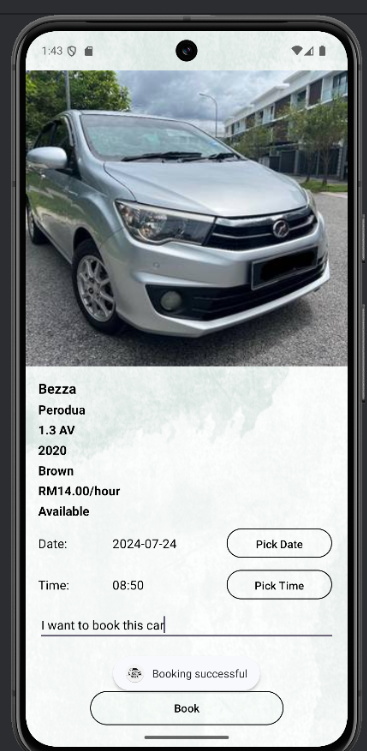 1:43
Bezza
Perodua
1.3 AV
2020
Brown
RM14.00/hour
Available
Date: 2024-07-24 Pick Date
Time: 08:50 Pick Time
I want to book this car
Booking successful
Book